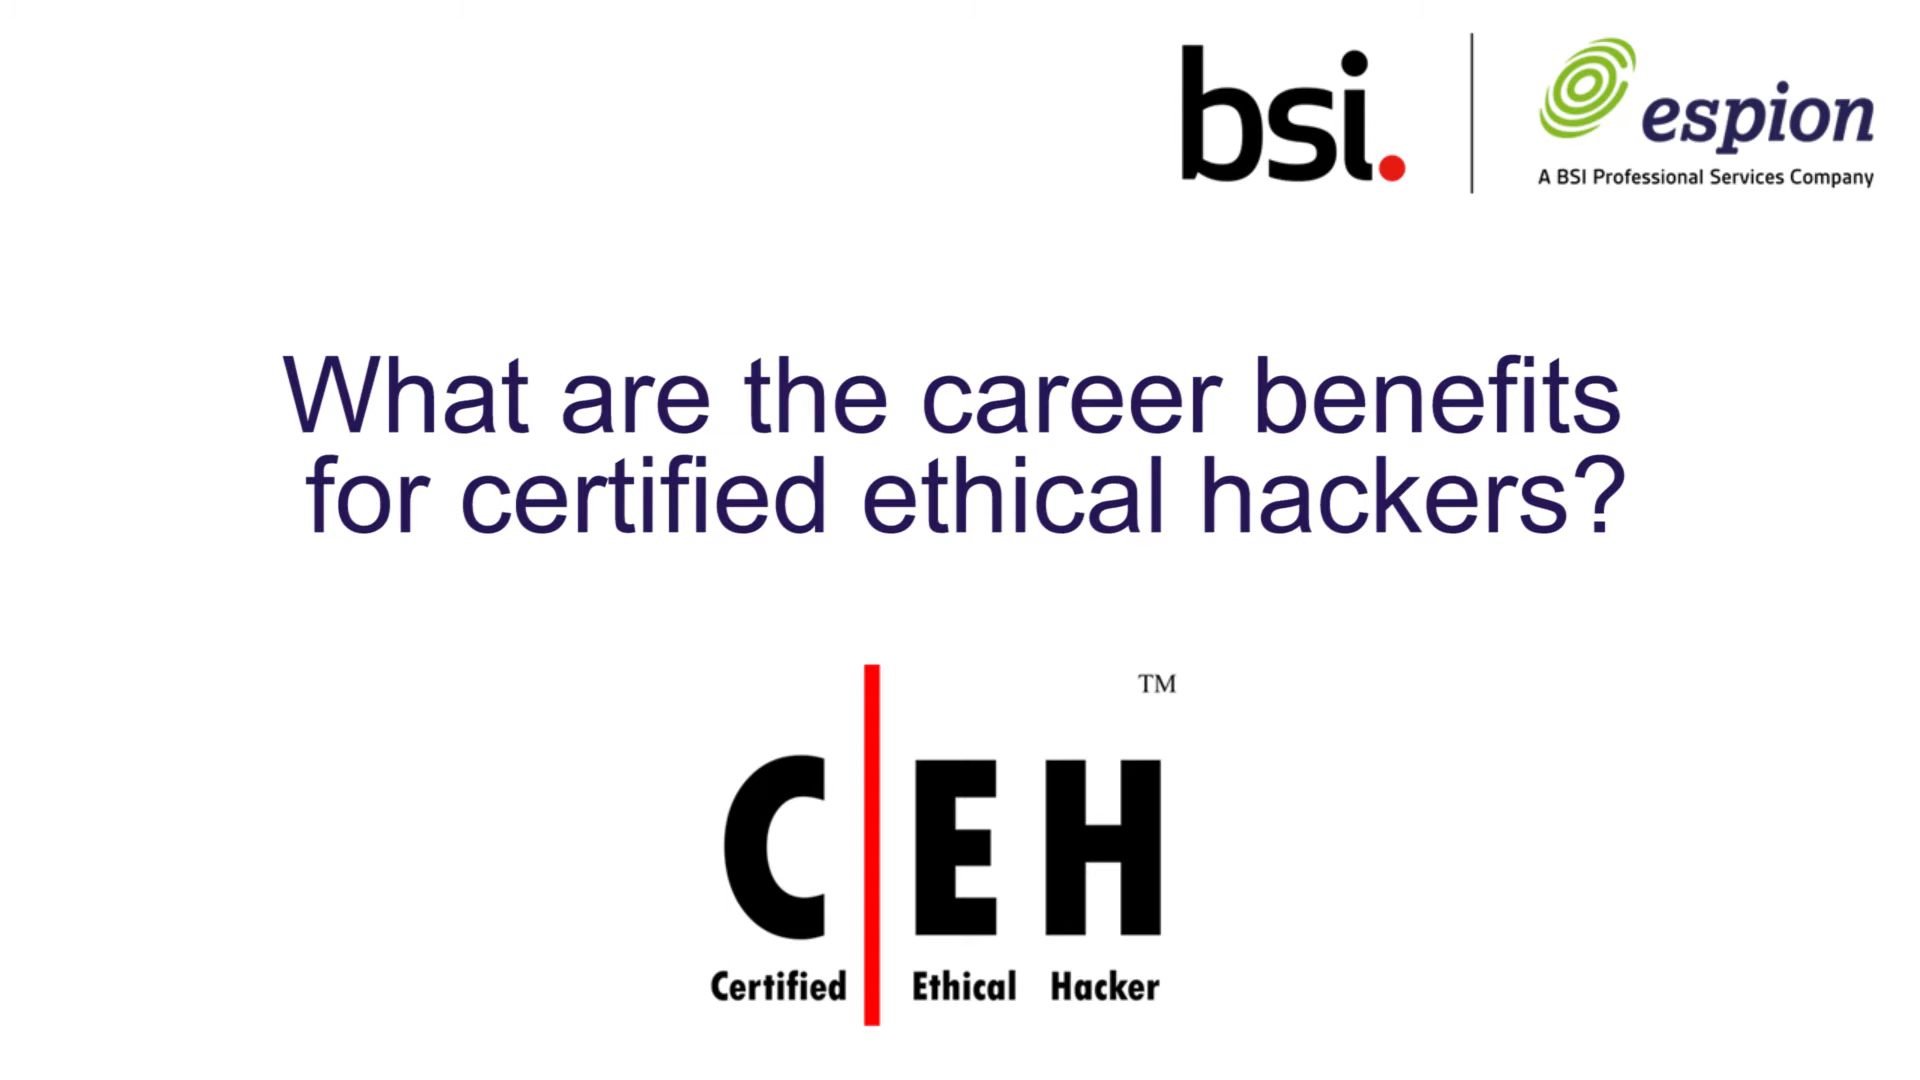 bsi.
espion
A BSI Professional Services Company
What are the career benefits
for certified ethical hackers?
TM
C EH
Certified Ethical Hacker